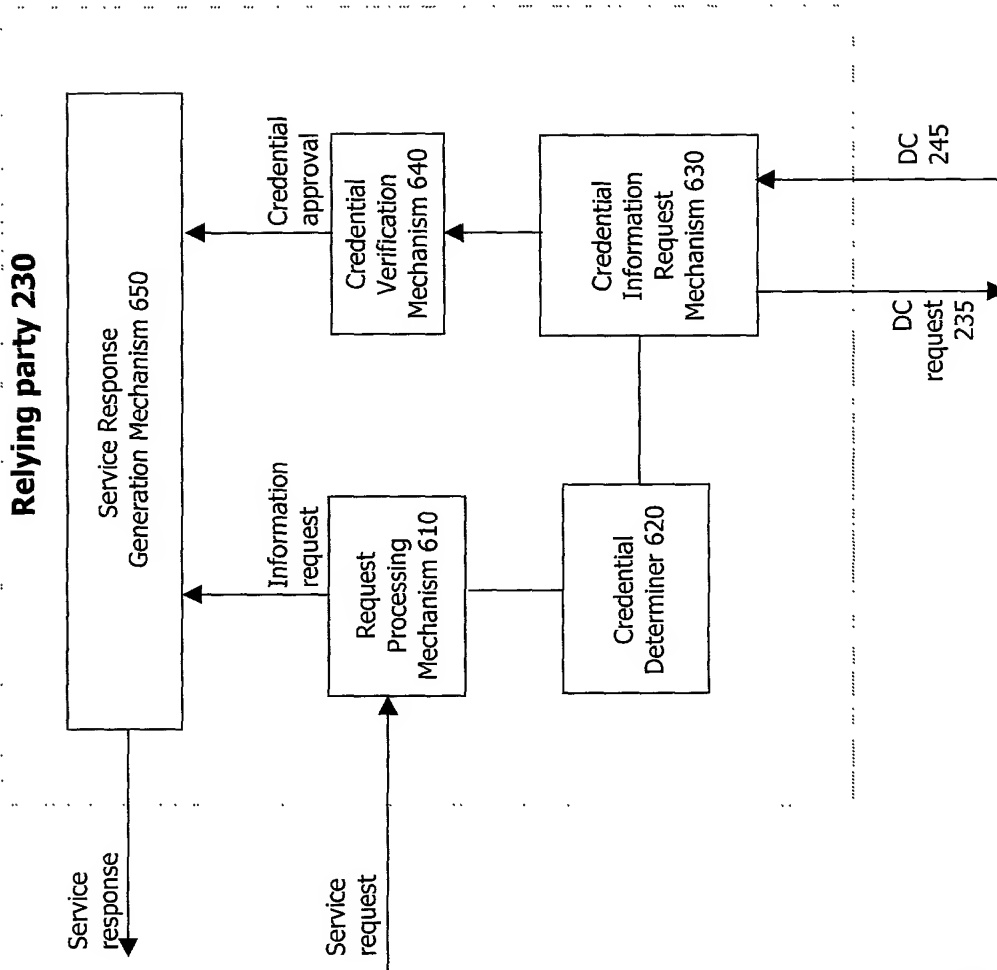 Relying party 230
Service Response
Generation Mechanism 650
Service
response
Information
request
Credential
approval
Service
request
Request
Processing
Mechanism 610
Credential
Verification
Mechanism 640
Credential
Determiner 620
Credential
Information
Request
Mechanism 630
DC
request
235
DC
245